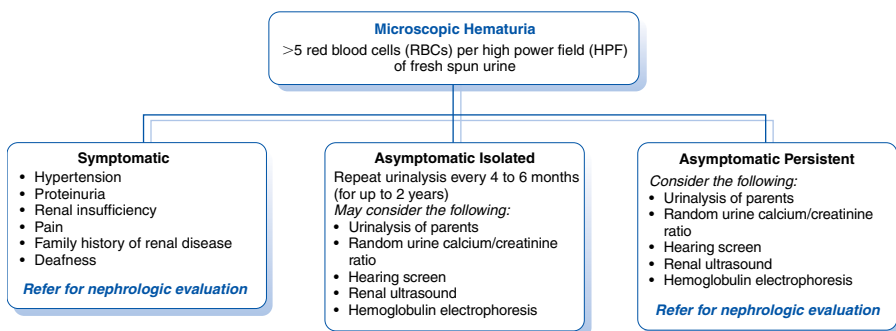 Microscopic Hematuria
>5 red blood cells (RBCs) per high power field (HPF)
of fresh spun urine
Symptomatic
• Hypertension
• Proteinuria
• Renal insufficiency
• Pain
• Family history of renal disease
• Deafness
Refer for nephrologic evaluation
Asymptomatic Isolated
Repeat urinalysis every 4 to 6 months
(for up to 2 years)
May consider the following:
• Urinalysis of parents
• Random urine calcium/creatinine
ratio
• Hearing screen
• Renal ultrasound
• Hemoglobulin electrophoresis
Asymptomatic Persistent
Consider the following:
• Urinalysis of parents
• Random urine calcium/creatinine
ratio
• Hearing screen
• Renal ultrasound
• Hemoglobulin electrophoresis
Refer for nephrologic evaluation